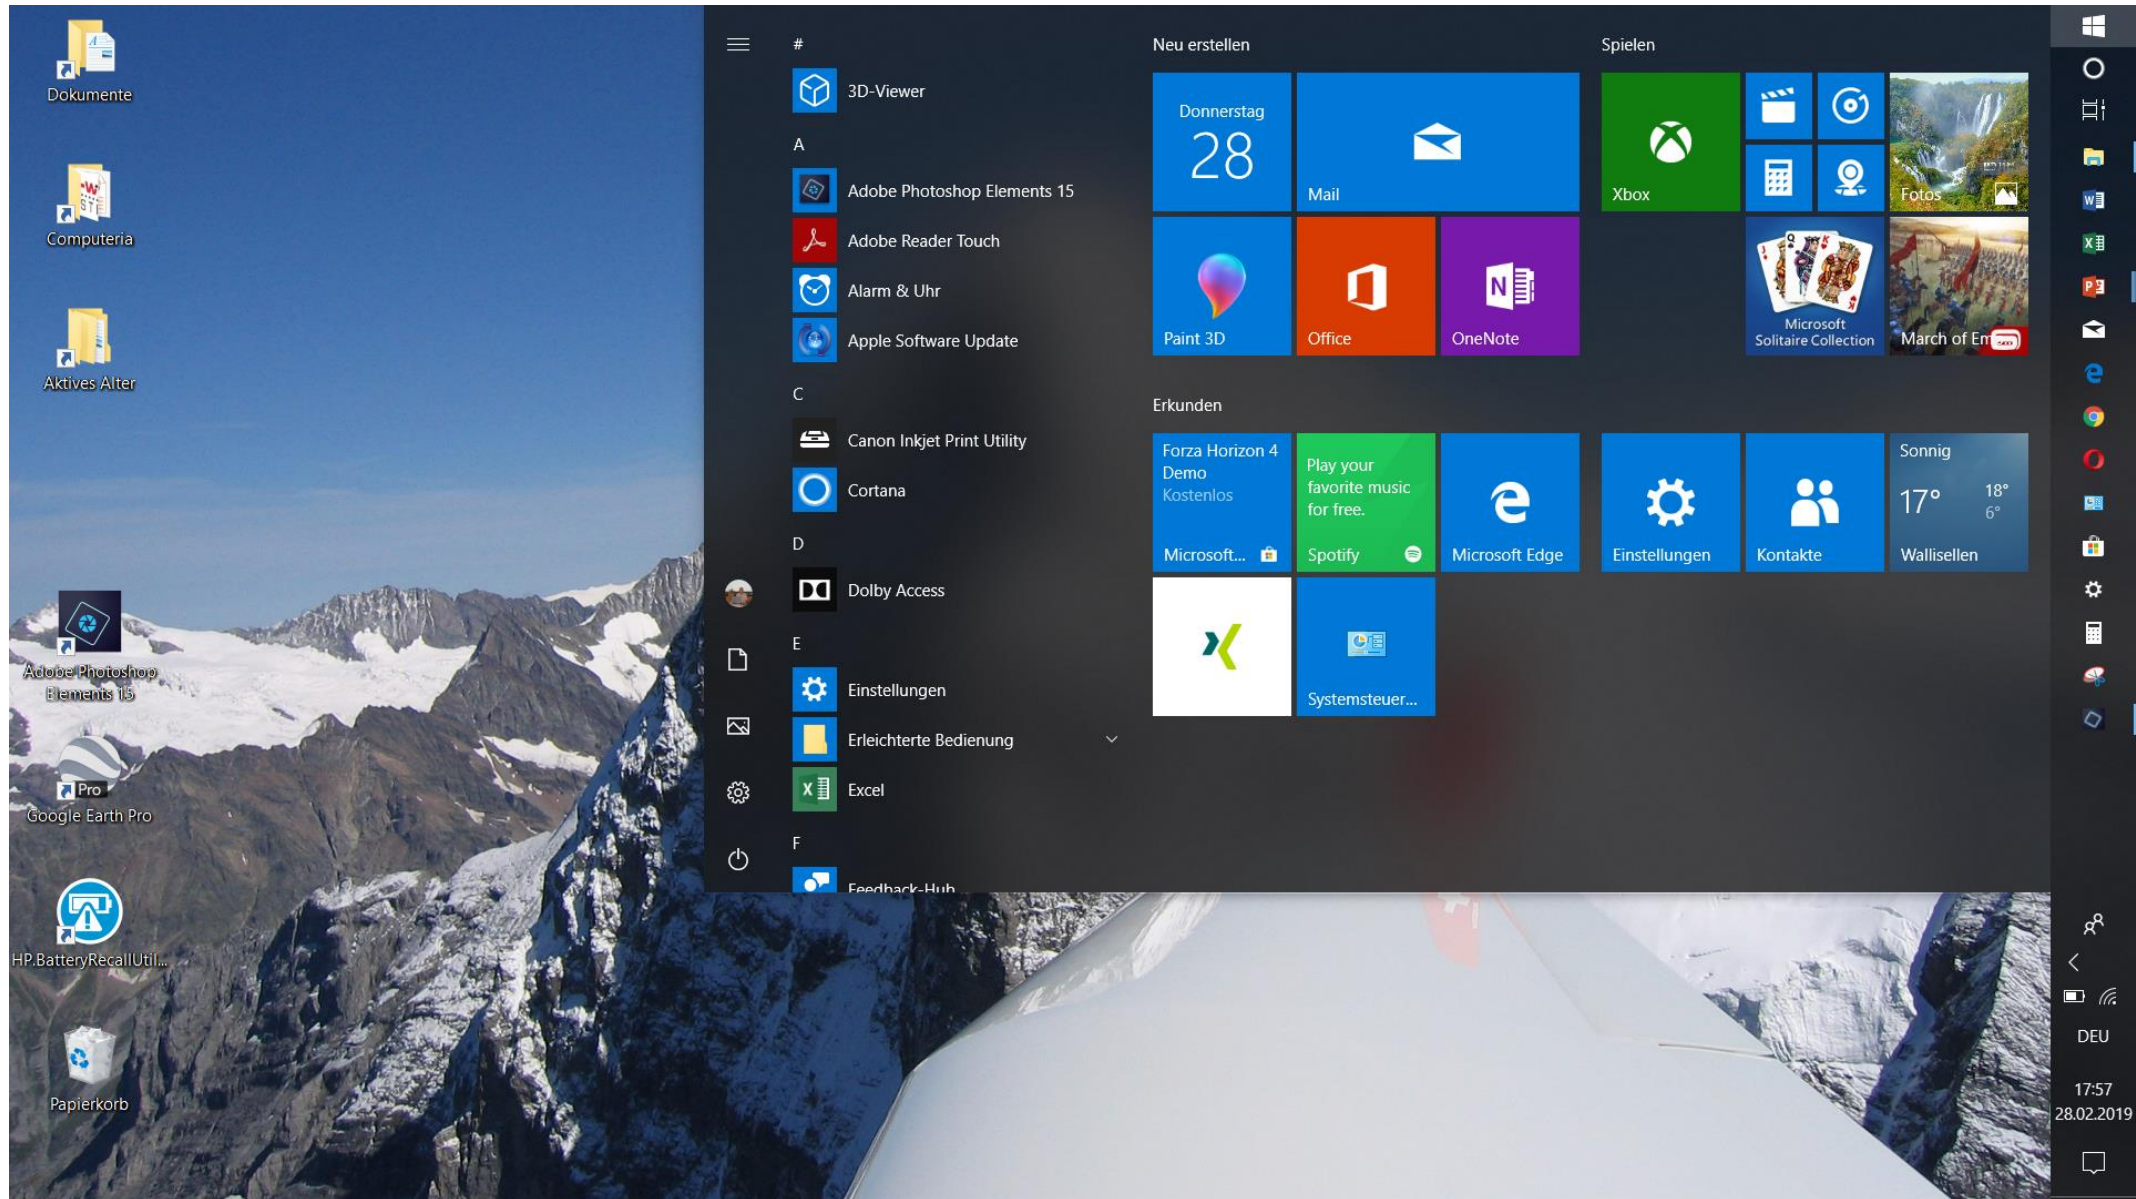 Dokumente
Computeria
Aktives Alter
Adobe Photoshop
Elements 15
Pro
Google Earth Pro
HP.BatteryRecallUtil...
Papierkorb
#
3D-Viewer
A
Adobe Photoshop Elements 15
Adobe Reader Touch
Alarm & Uhr
Apple Software Update
C
Canon Inkjet Print Utility
Cortana
D
Dolby Access
E
Einstellungen
Erleichterte Bedienung
Excel
F
Feedback-Hub
Neu erstellen
Donnerstag
28
Mail
Paint 3D
Office
OneNote
Spielen
Xbox
Fotos
Microsoft
Solitaire Collection
March of Em
Erkunden
Forza Horizon 4
Demo
Kostenlos
Microsoft...
Play your
favorite music
for free.
Spotify
Microsoft Edge
Einstellungen
Kontakte
Sonnig
17° 18°
6°
Wallisellen
Systemsteuer...
DEU
17:57
28.02.2019